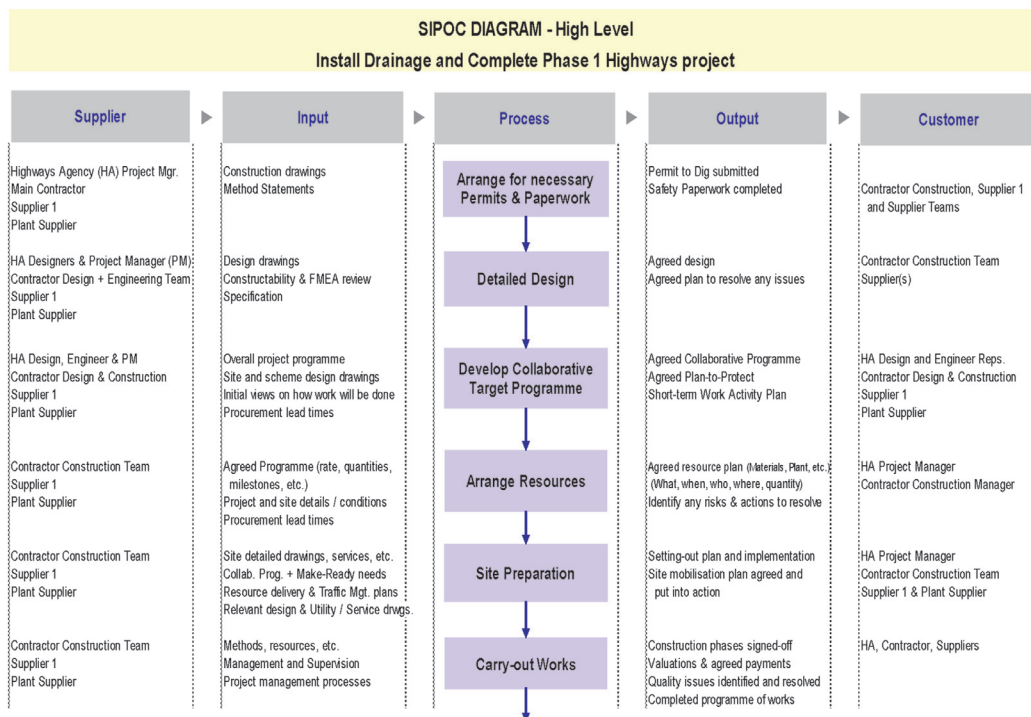 SIPOC DIAGRAM - High Level
Install Drainage and Complete Phase 1 Highways project
Supplier
Input
Process
Output
Customer
Highways Agency (HA) Project Mgr.
Main Contractor
Supplier 1
Plant Supplier
Construction drawings
Method Statements
Arrange for necessary
Permits & Paperwork
Permit to Dig submitted
Safety Paperwork completed
Contractor Construction, Supplier 1
and Supplier Teams
HA Designers & Project Manager (PM)
Contractor Design + Engineering Team
Supplier 1
Plant Supplier
Design drawings
Constructability & FMEA review
Specification
Detailed Design
Agreed design
Agreed plan to resolve any issues
Contractor Construction Team
Supplier(s)
HA Design, Engineer & PM
Contractor Design & Construction
Supplier 1
Plant Supplier
Overall project programme
Site and scheme design drawings
Initial views on how work will be done
Procurement lead times
Develop Collaborative
Target Programme
Agreed Collaborative Programme
Agreed Plan-to-Protect
Short-term Work Activity Plan
HA Design and Engineer Reps.
Contractor Design & Construction
Supplier 1
Plant Supplier
Contractor Construction Team
Supplier 1
Plant Supplier
Agreed Programme (rate, quantities,
milestones, etc.)
Project and site details / conditions
Procurement lead times
Arrange Resources
Agreed resource plan (Materials, Plant, etc.)
(What, when, who, where, quantity)
Identify any risks & actions to resolve
HA Project Manager
Contractor Construction Manager
Contractor Construction Team
Supplier 1
Plant Supplier
Site detailed drawings, services, etc.
Collab. Prog. + Make-Ready needs
Resource delivery & Traffic Mgt. plans
Relevant design & Utility / Service drwgs.
Site Preparation
Setting-out plan and implementation
Site mobilisation plan agreed and
put into action
HA Project Manager
Contractor Construction Team
Supplier 1 & Plant Supplier
Contractor Construction Team
Supplier 1
Plant Supplier
Methods, resources, etc.
Management and Supervision
Project management processes
Carry-out Works
Construction phases signed-off
Valuations & agreed payments
Quality issues identified and resolved
Completed programme of works
HA, Contractor, Suppliers